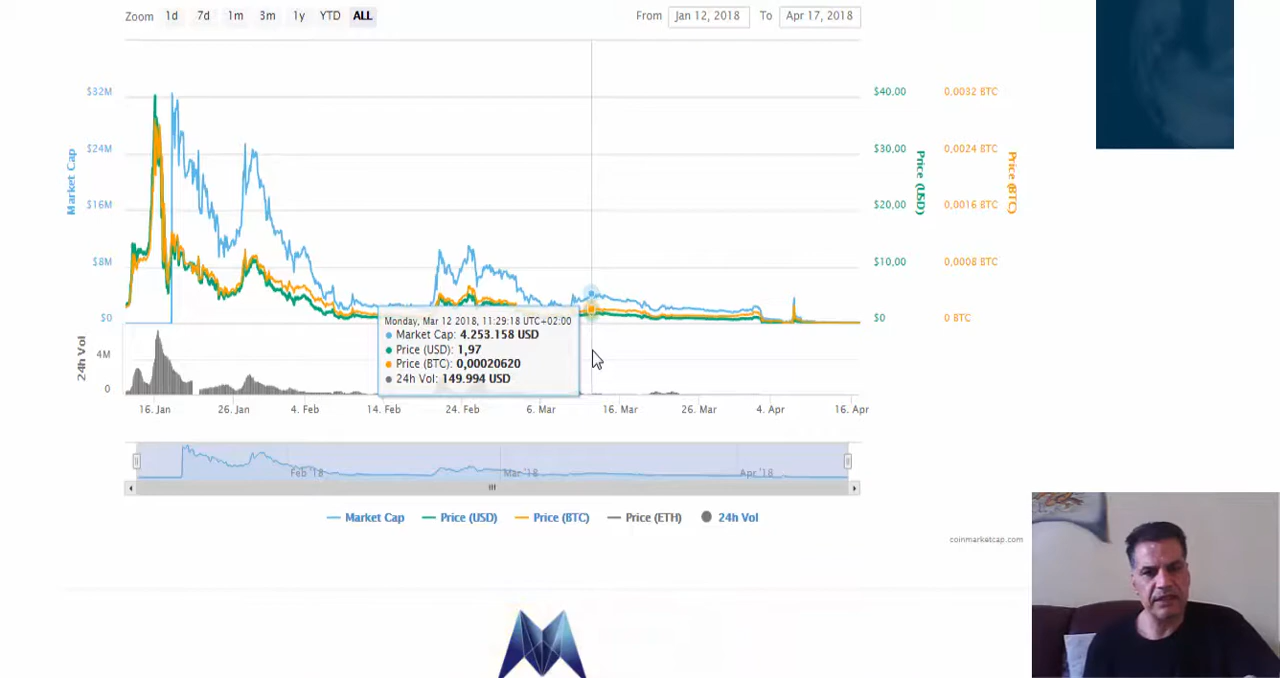 Zoom 1d 7d 1m 3m 1y YTD ALL From Jan 12, 2018 To Apr 17, 2018
$32M $40,00 0,0032 BTC
$24M $30,00 0,0024 BTC
Market Cap
Price (USD)
Price (BTC)
$16M $20,00 0,0016 BTC
$8M $10,00 0,0008 BTC
$0 $0 0 BTC
Monday, Mar 12 2018, 11:29:18 UTC+02:00
Market Cap: 4.253.158 USD
Price (USD): 1,97
Price (BTC): 0,00020620
24h Vol: 149.994 USD
24h Vol
4M
0
16. Jan 26. Jan 4. Feb 14. Feb 24. Feb 6. Mar 16. Mar 26. Mar 4. Apr 16. Apr
Feb '18 Mar '18 Apr '18
Market Cap Price (USD) Price (BTC) Price (ETH) 24h Vol
coinmarketcap.com